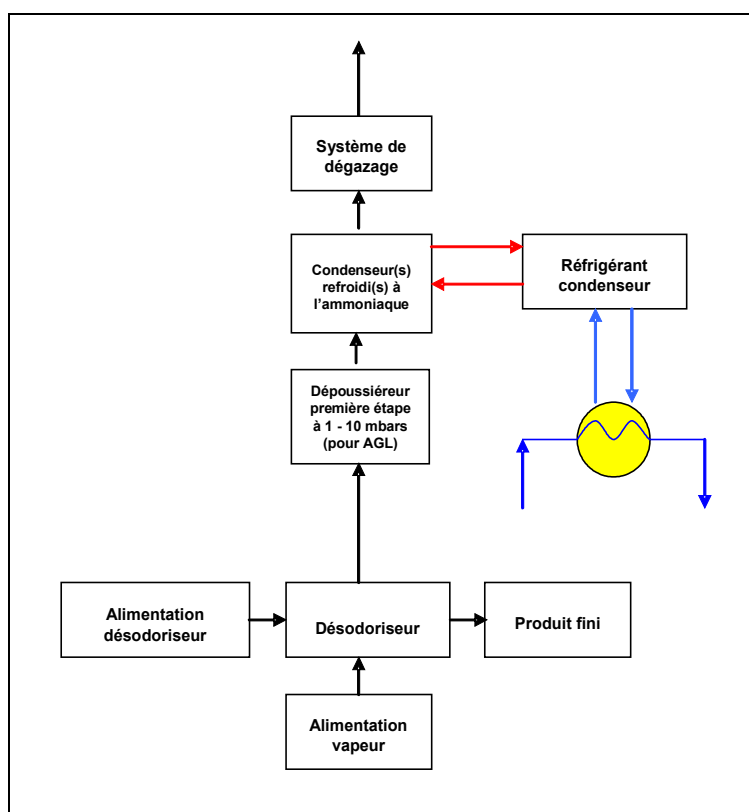 Système de
dégazage
Condenseur(s)
refroidi(s) à
l'ammoniaque
Réfrigérant
condenseur
Dépoussiéreur
première étape
à 1 - 10 mbars
(pour AGL)
Alimentation
désodoriseur
Désodoriseur
Produit fini
Alimentation
vapeur